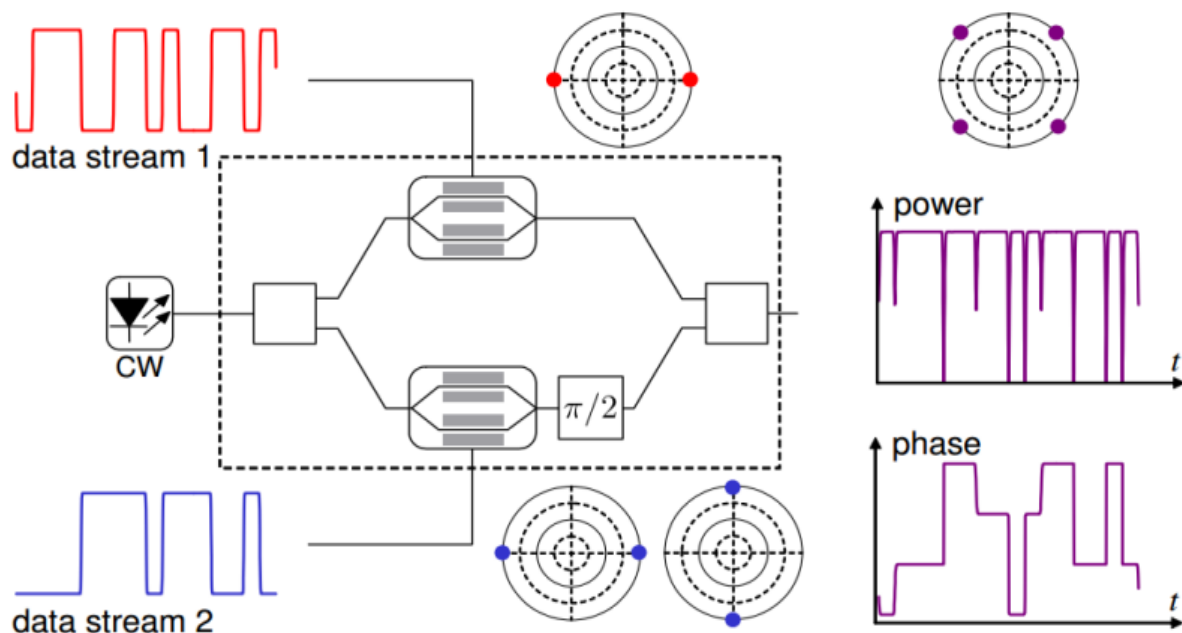 data stream 1
CW
π/2
data stream 2
power
t
phase
t